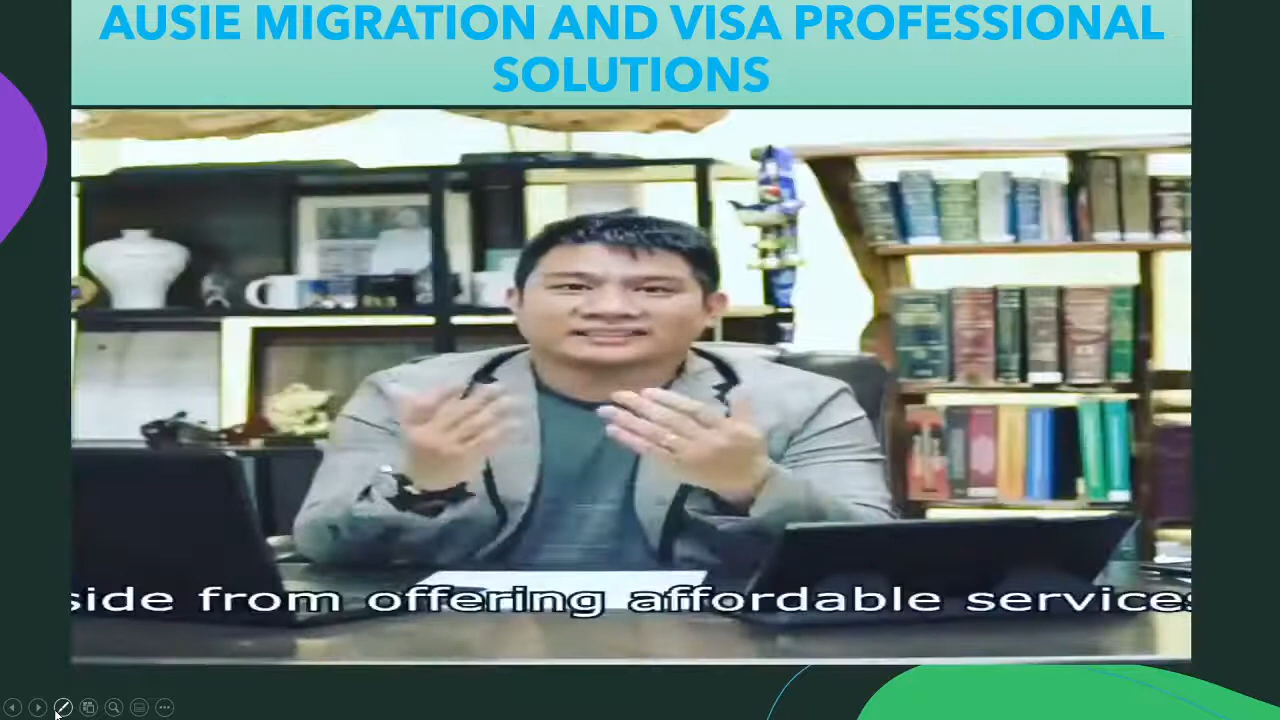 AUSIE MIGRATION AND VISA PROFESSIONAL
SOLUTIONS
side from offering affordable services